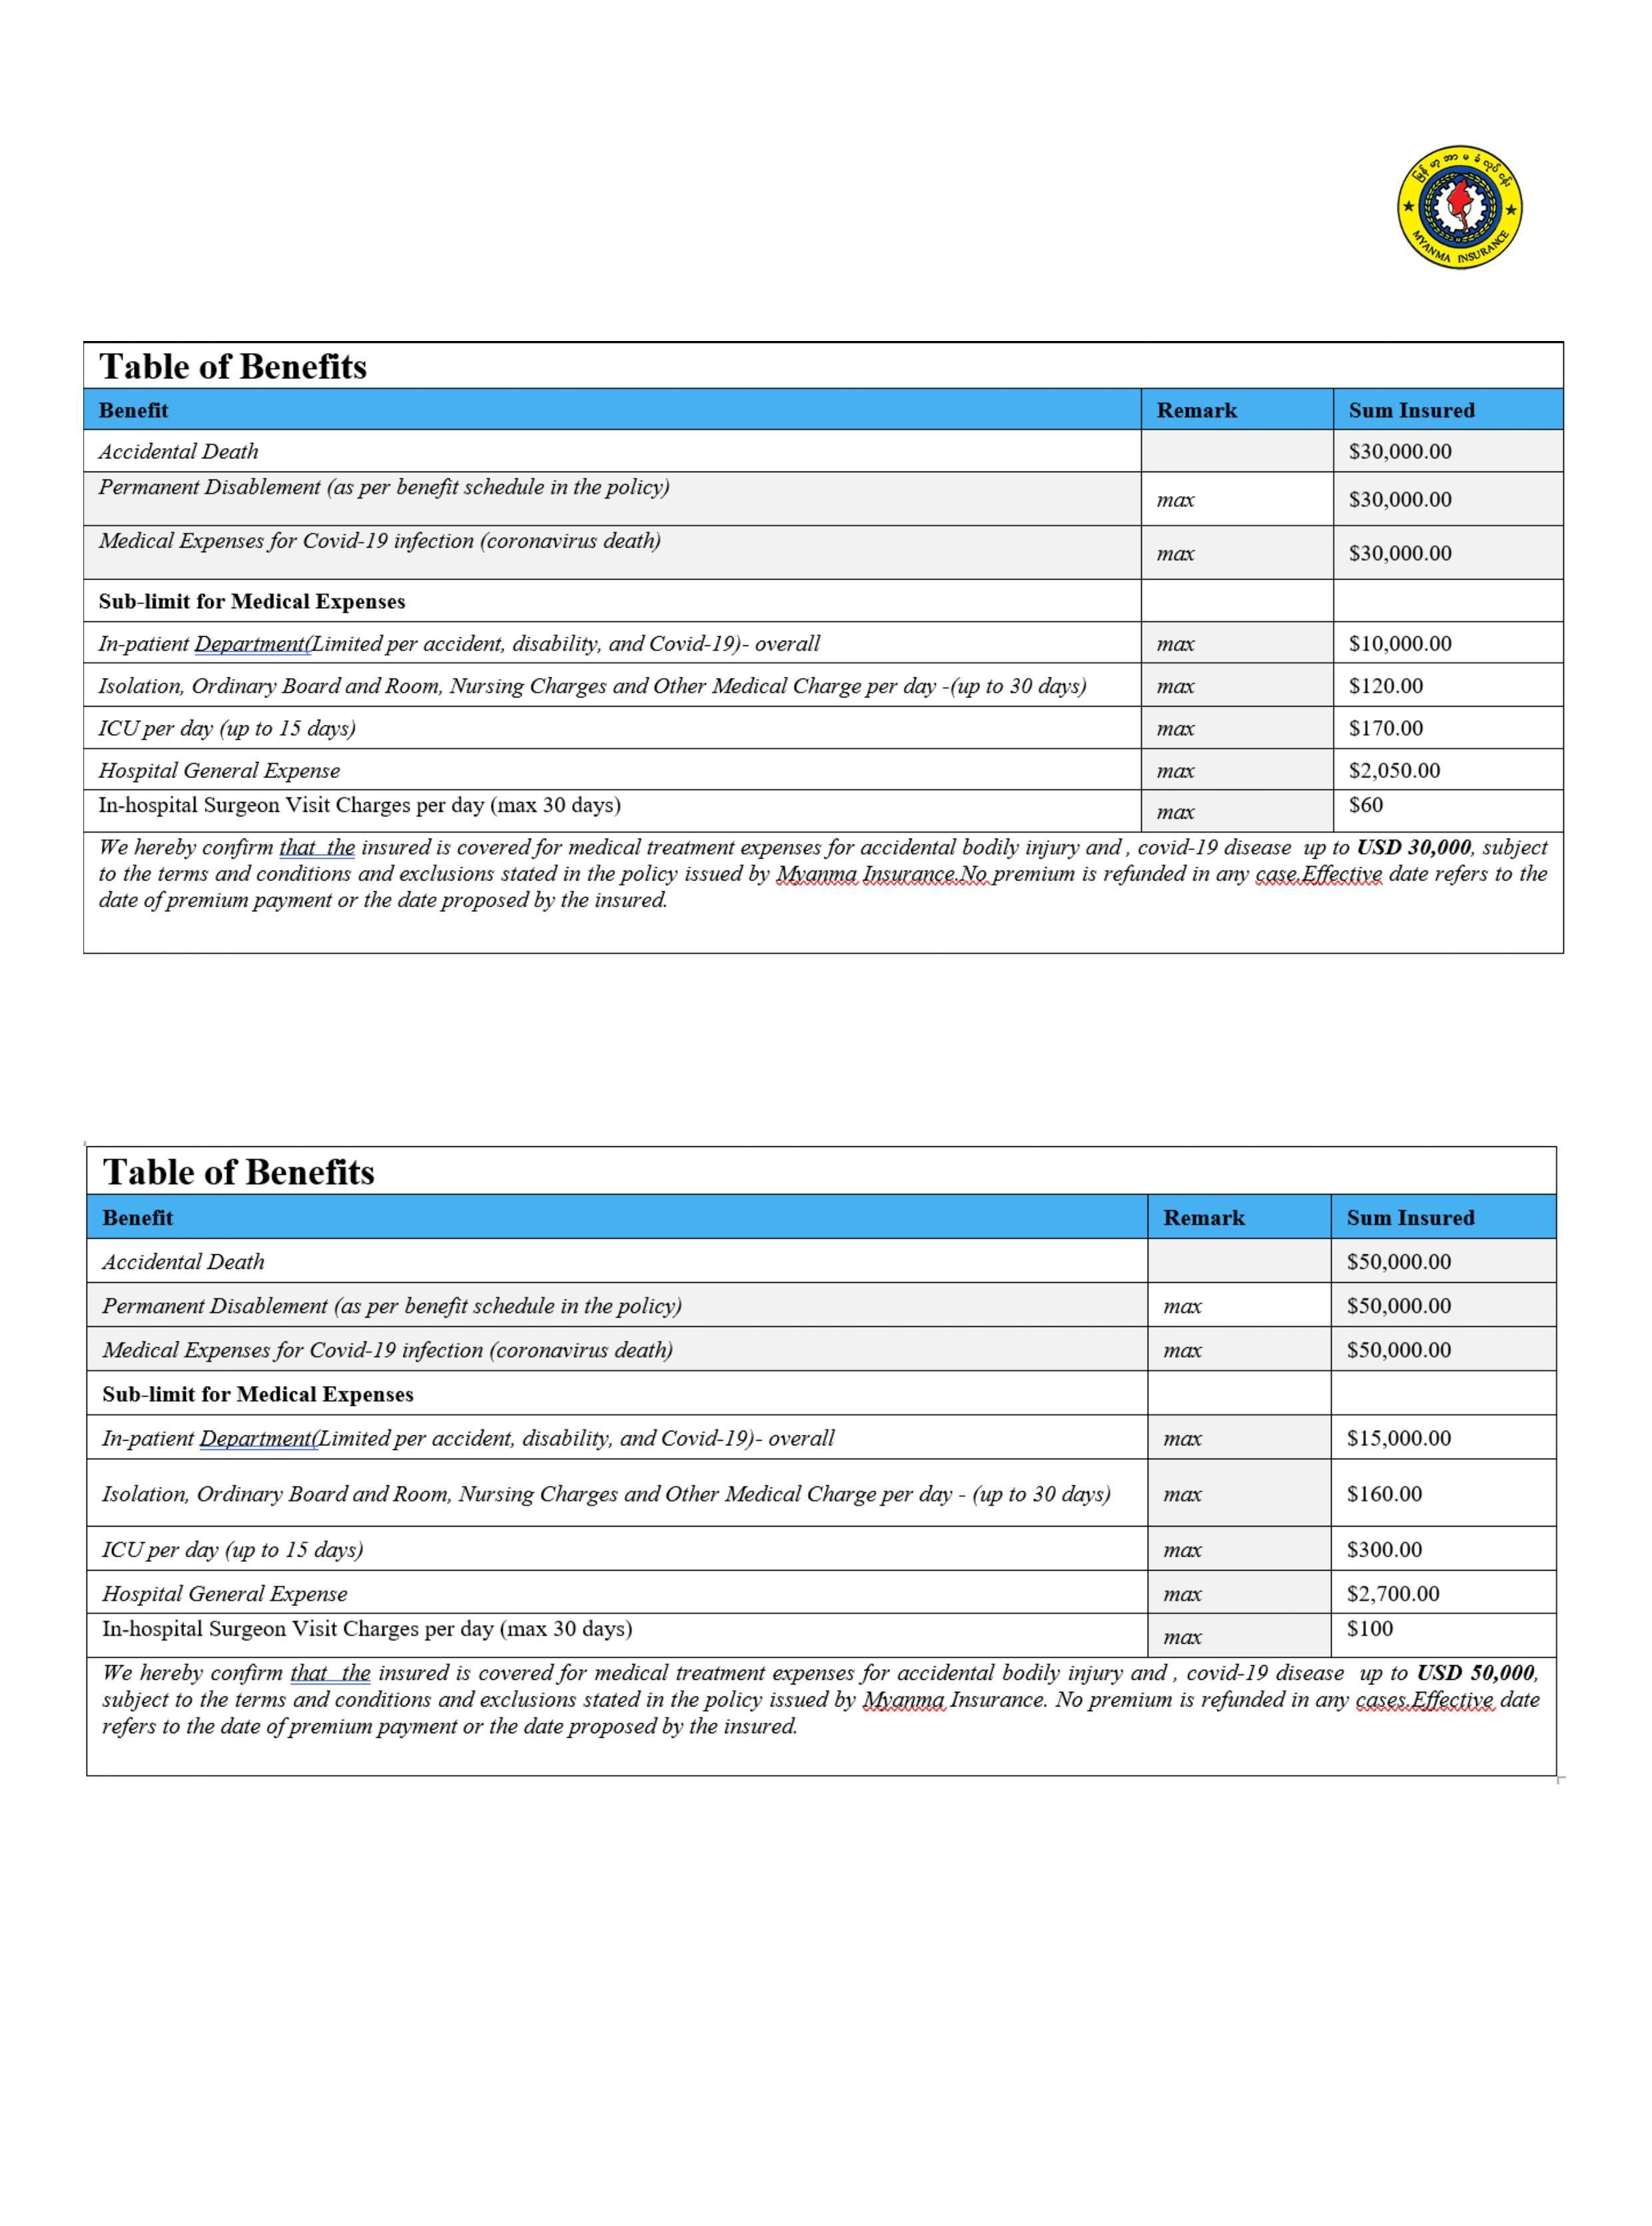 မြန်မာ့အာမခံလုပ်ငန်း
MYANMA INSURANCE
Table of Benefits
Benefit Remark Sum Insured
Accidental Death $30,000.00
Permanent Disablement (as per benefit schedule in the policy) max $30,000.00
Medical Expenses for Covid-19 infection (coronavirus death) max $30,000.00
Sub-limit for Medical Expenses
In-patient Department(Limited per accident, disability, and Covid-19)- overall max $10,000.00
Isolation, Ordinary Board and Room, Nursing Charges and Other Medical Charge per day -(up to 30 days) max $120.00
ICU per day (up to 15 days) max $170.00
Hospital General Expense max $2,050.00
In-hospital Surgeon Visit Charges per day (max 30 days) max $60
We hereby confirm that the insured is covered for medical treatment expenses for accidental bodily injury and , covid-19 disease up to USD 30,000, subject
to the terms and conditions and exclusions stated in the policy issued by Myanma Insurance.No premium is refunded in any case.Effective date refers to the
date of premium payment or the date proposed by the insured.
Table of Benefits
Benefit Remark Sum Insured
Accidental Death $50,000.00
Permanent Disablement (as per benefit schedule in the policy) max $50,000.00
Medical Expenses for Covid-19 infection (coronavirus death) max $50,000.00
Sub-limit for Medical Expenses
In-patient Department(Limited per accident, disability, and Covid-19)- overall max $15,000.00
Isolation, Ordinary Board and Room, Nursing Charges and Other Medical Charge per day - (up to 30 days) max $160.00
ICU per day (up to 15 days) max $300.00
Hospital General Expense max $2,700.00
In-hospital Surgeon Visit Charges per day (max 30 days) max $100
We hereby confirm that the insured is covered for medical treatment expenses for accidental bodily injury and , covid-19 disease up to USD 50,000,
subject to the terms and conditions and exclusions stated in the policy issued by Myanma Insurance. No premium is refunded in any cases.Effective date
refers to the date of premium payment or the date proposed by the insured.